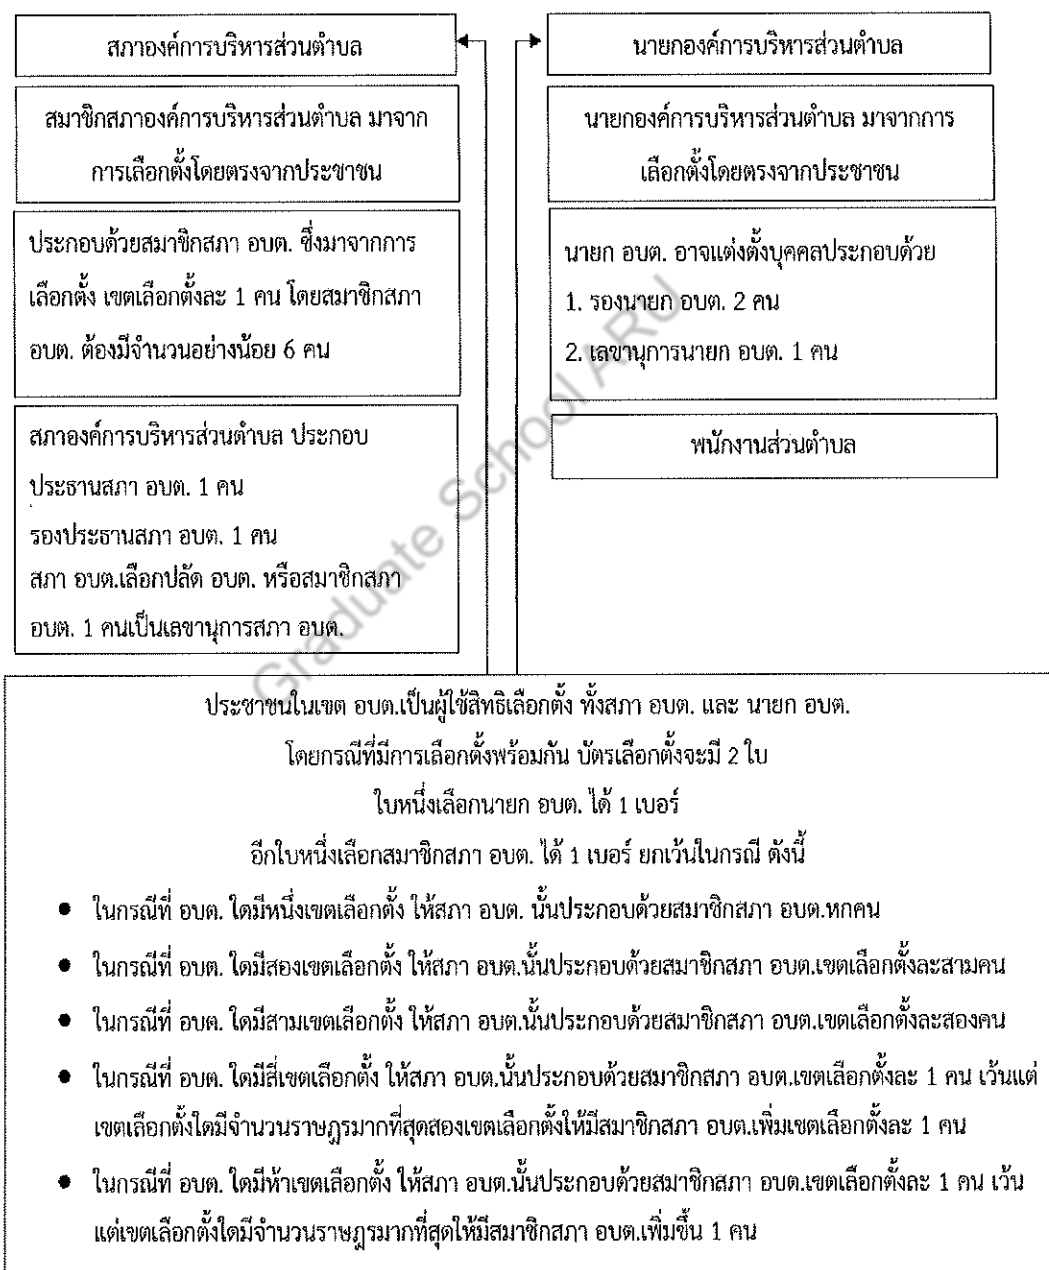 สภาองค์การบริหารส่วนตำบล
สมาชิกสภาองค์การบริหารส่วนตำบล มาจาก
การเลือกตั้งโดยตรงจากประชาชน
ประกอบด้วยสมาชิกสภา อบต. ซึ่งมาจากการ
เลือกตั้ง เขตเลือกตั้งละ 1 คน โดยสมาชิกสภา
อบต. ต้องมีจำนวนอย่างน้อย 6 คน
สภาองค์การบริหารส่วนตำบล ประกอบ
ประธานสภา อบต. 1 คน
รองประธานสภา อบต. 1 คน
สภา อบต.เลือกปลัด อบต. หรือสมาชิกสภา
อบต. 1 คนเป็นเลขานุการสภา อบต.
นายกองค์การบริหารส่วนตำบล
นายกองค์การบริหารส่วนตำบล มาจากการ
เลือกตั้งโดยตรงจากประชาชน
นายก อบต. อาจแต่งตั้งบุคคลประกอบด้วย
1. รองนายก อบต. 2 คน
2. เลขานุการนายก อบต. 1 คน
พนักงานส่วนตำบล
Graduate School ARU
ประชาชนในเขต อบต.เป็นผู้ใช้สิทธิเลือกตั้ง ทั้งสภา อบต. และ นายก อบต.
โดยกรณีที่มีการเลือกตั้งพร้อมกัน บัตรเลือกตั้งจะมี 2 ใบ
ใบหนึ่งเลือกนายก อบต. ได้ 1 เบอร์
อีกใบหนึ่งเลือกสมาชิกสภา อบต. ได้ 1 เบอร์ ยกเว้นในกรณี ดังนี้
● ในกรณีที่ อบต. ใดมีหนึ่งเขตเลือกตั้ง ให้สภา อบต. นั้นประกอบด้วยสมาชิกสภา อบต.หกคน
● ในกรณีที่ อบต. ใดมีสองเขตเลือกตั้ง ให้สภา อบต.นั้นประกอบด้วยสมาชิกสภา อบต.เขตเลือกตั้งละสามคน
● ในกรณีที่ อบต. ใดมีสามเขตเลือกตั้ง ให้สภา อบต.นั้นประกอบด้วยสมาชิกสภา อบต.เขตเลือกตั้งละสองคน
● ในกรณีที่ อบต. ใดมีสี่เขตเลือกตั้ง ให้สภา อบต.นั้นประกอบด้วยสมาชิกสภา อบต.เขตเลือกตั้งละ 1 คน เว้นแต่
เขตเลือกตั้งใดมีจำนวนราษฎรมากที่สุดสองเขตเลือกตั้งให้มีสมาชิกสภา อบต.เพิ่มเขตเลือกตั้งละ 1 คน
● ในกรณีที่ อบต. ใดมีห้าเขตเลือกตั้ง ให้สภา อบต.นั้นประกอบด้วยสมาชิกสภา อบต.เขตเลือกตั้งละ 1 คน เว้น
แต่เขตเลือกตั้งใดมีจำนวนราษฎรมากที่สุดให้มีสมาชิกสภา อบต.เพิ่มขึ้น 1 คน